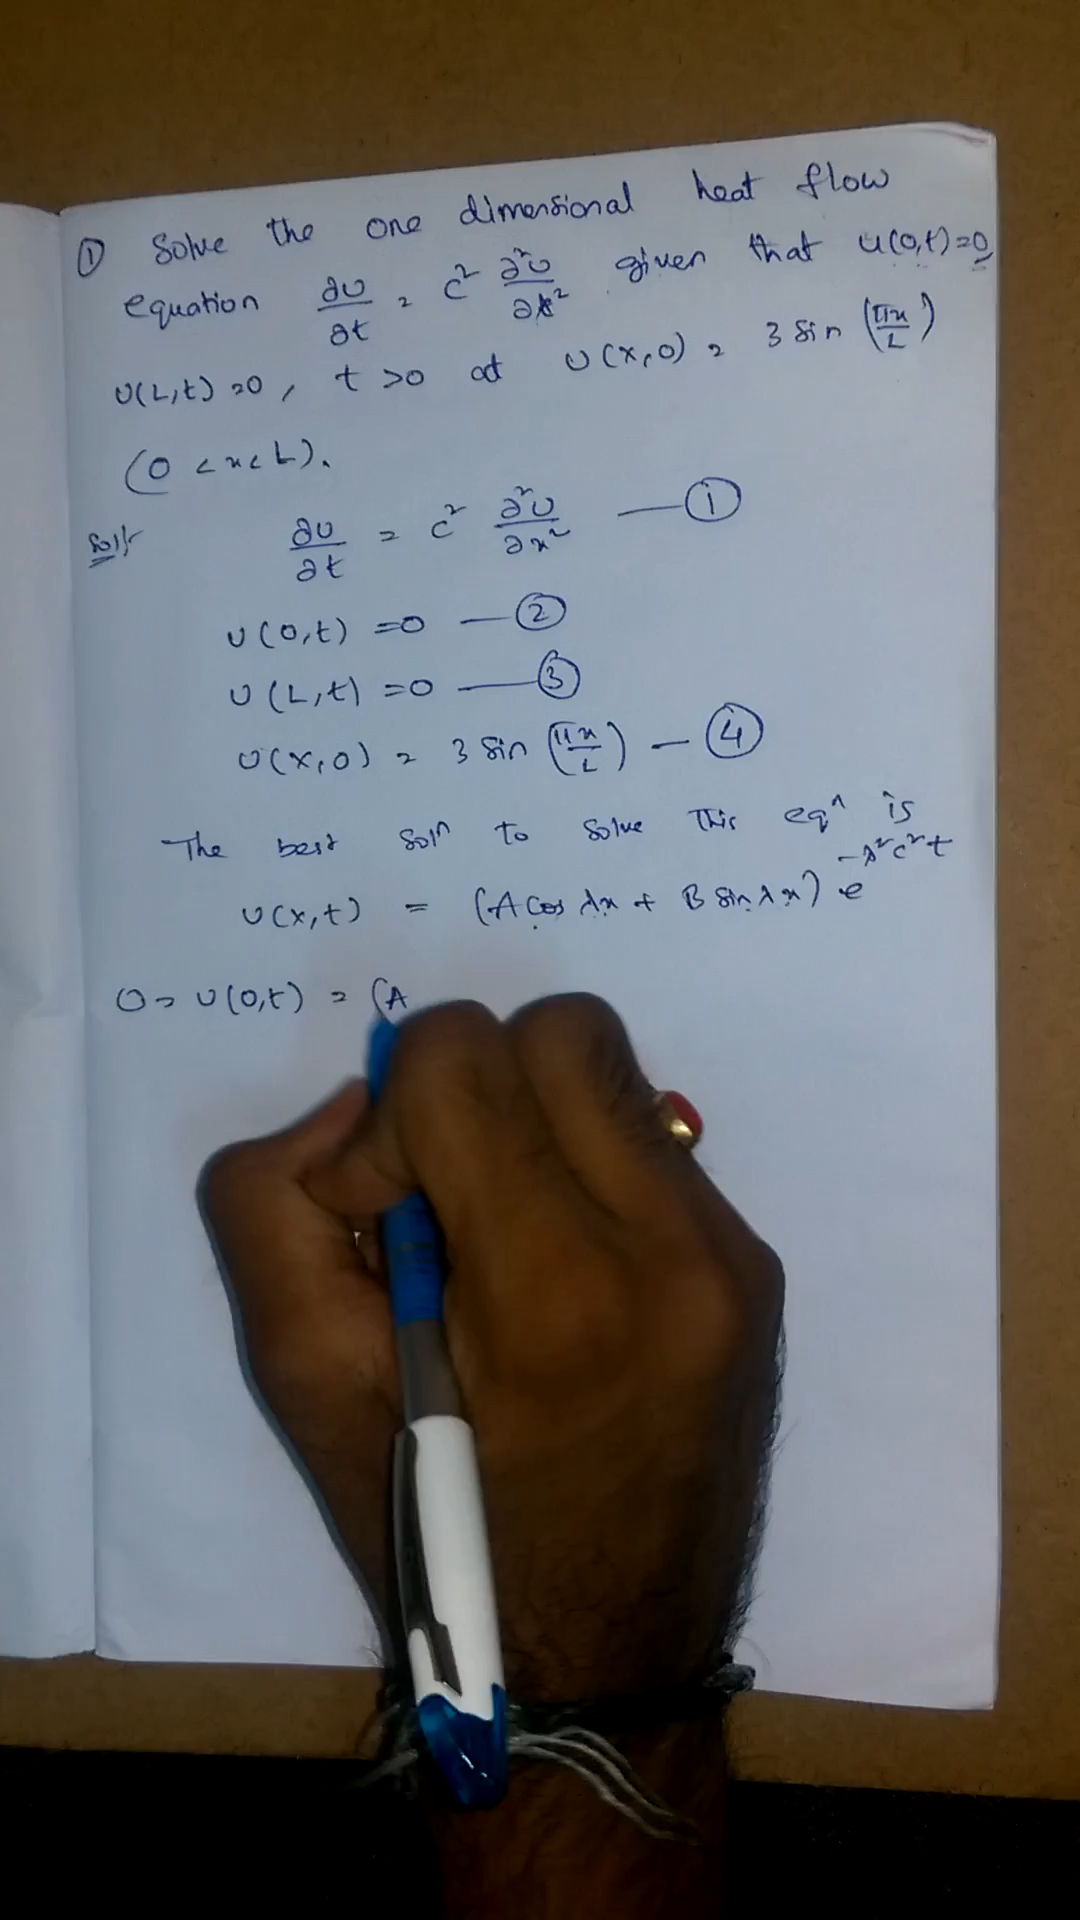 ① Solve the one dimensional heat flow
equation ∂u/∂t = c² ∂²u/∂x² given that u(0,t)=0
u(L,t)=0, t>0 at u(x,0) = 3 sin (πx/L)
(0 <x< L).
Sol:-
∂u/∂t = c² ∂²u/∂x² — ①
u(0,t) =0 — ②
u(L,t) =0 — ③
u(x,0) = 3 sin (πx/L) — ④
The best solⁿ to solve this eqⁿ is
u(x,t) = (A cos λx + B sin λx) e^-λ²c²t
0 = u(0,t) = (A